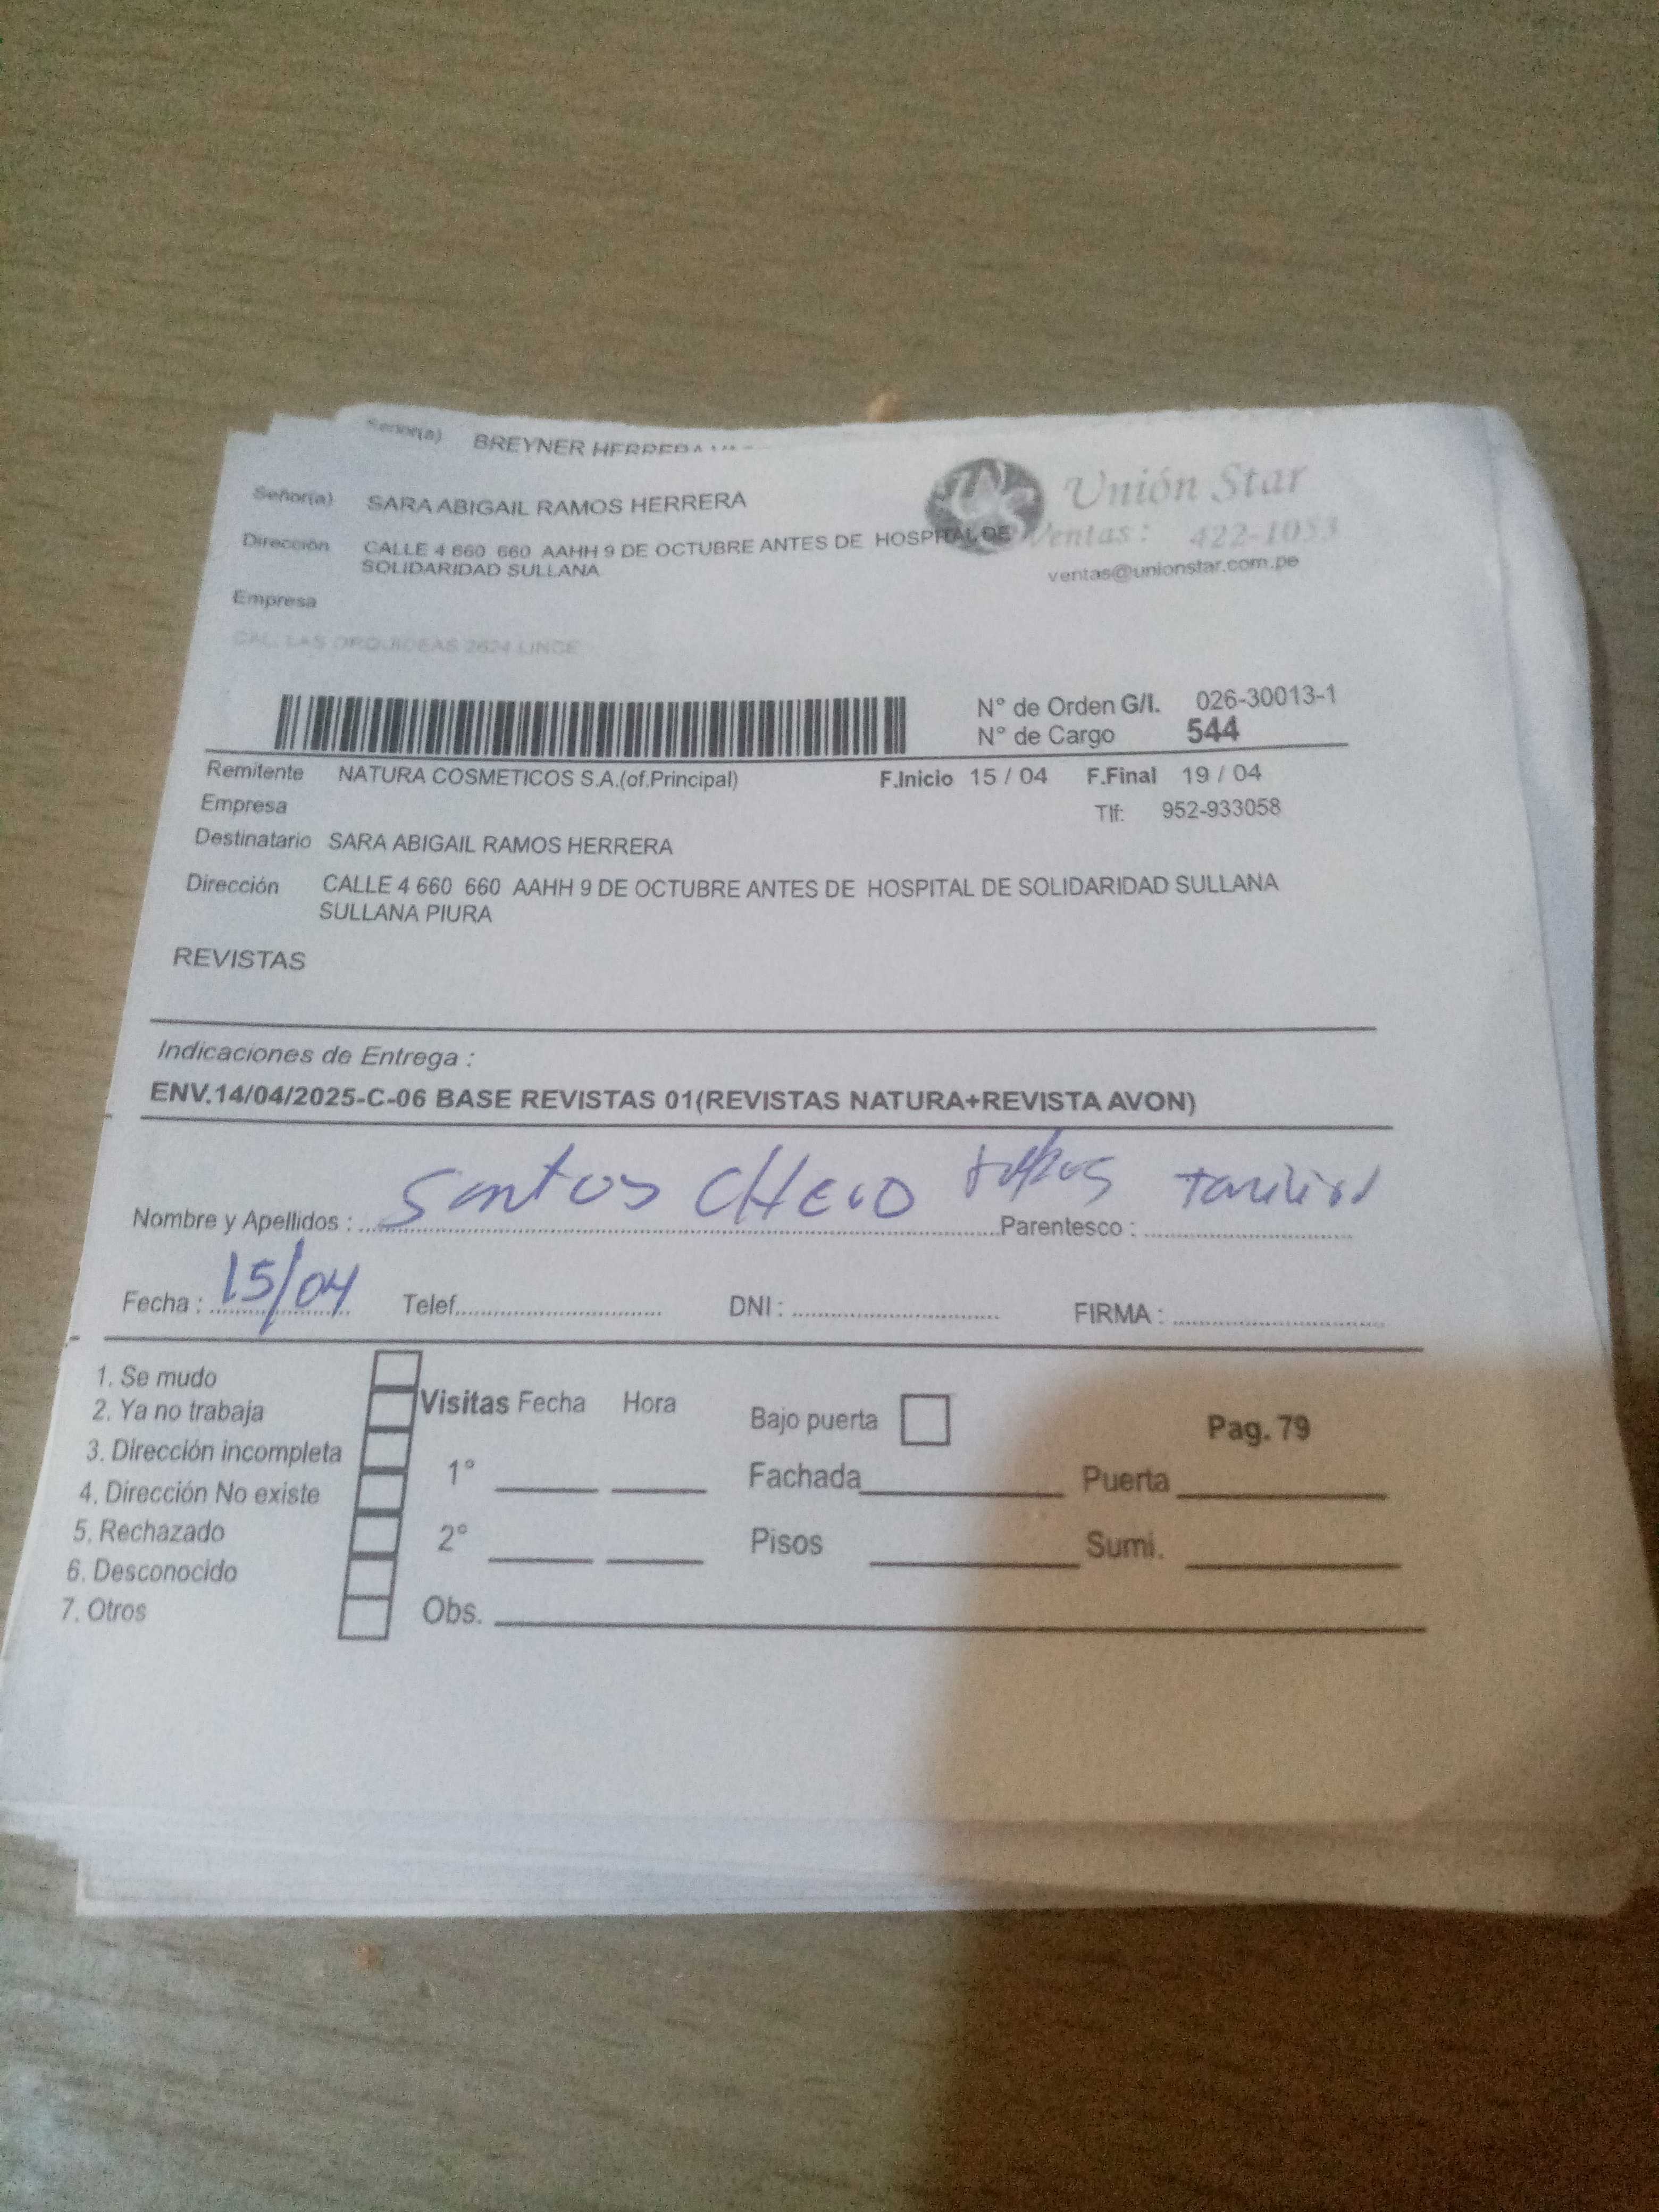 Señor(a) BREYNER HERRERA
Señor(a) SARA ABIGAIL RAMOS HERRERA
Unión Star
Dirección CALLE 4 660 660 AAHH 9 DE OCTUBRE ANTES DE HOSPITAL DE
SOLIDARIDAD SULLANA
Ventas: 422-1053
ventas@unionstar.com.pe
Empresa
CAL. LAS ORQUIDEAS 2624 LINCE
N° de Orden G/I. 026-30013-1
N° de Cargo 544
Remitente NATURA COSMETICOS S.A.(of.Principal) F.Inicio 15 / 04 F.Final 19 / 04
Empresa Tlf: 952-933058
Destinatario SARA ABIGAIL RAMOS HERRERA
Dirección CALLE 4 660 660 AAHH 9 DE OCTUBRE ANTES DE HOSPITAL DE SOLIDARIDAD SULLANA
SULLANA PIURA
REVISTAS
Indicaciones de Entrega :
ENV.14/04/2025-C-06 BASE REVISTAS 01(REVISTAS NATURA+REVISTA AVON)
Nombre y Apellidos : Santos CHero Parentesco :
Fecha : 15/04 Telef. DNI : FIRMA :
1. Se mudo
2. Ya no trabaja
3. Dirección incompleta
4. Dirección No existe
5. Rechazado
6. Desconocido
7. Otros
Visitas Fecha Hora
1°
2°
Obs.
Bajo puerta
Pag. 79
Fachada Puerta
Pisos Sumi.